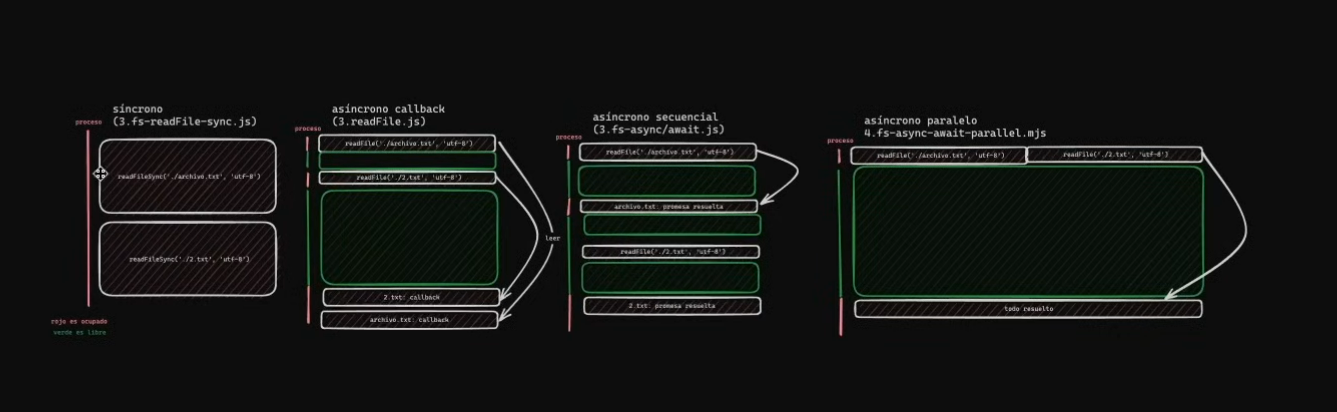 síncrono
(3.fs-readFile-sync.js)
proceso
readFileSync('./archivo.txt', 'utf-8')
readFileSync('./2.txt', 'utf-8')
rojo es ocupado
verde es libre
asíncrono callback
(3.readFile.js)
proceso
readFile('./archivo.txt', 'utf-8')
readFile('./2.txt', 'utf-8')
leer
2.txt: callback
archivo.txt: callback
asíncrono secuencial
(3.fs-async/await.js)
proceso
readFile('./archivo.txt', 'utf-8')
archivo.txt: promesa resuelta
readFile('./2.txt', 'utf-8')
2.txt: promesa resuelta
asíncrono paralelo
4.fs-async-await-parallel.mjs
proceso
readFile('./archivo.txt', 'utf-8')
readFile('./2.txt', 'utf-8')
todo resuelto